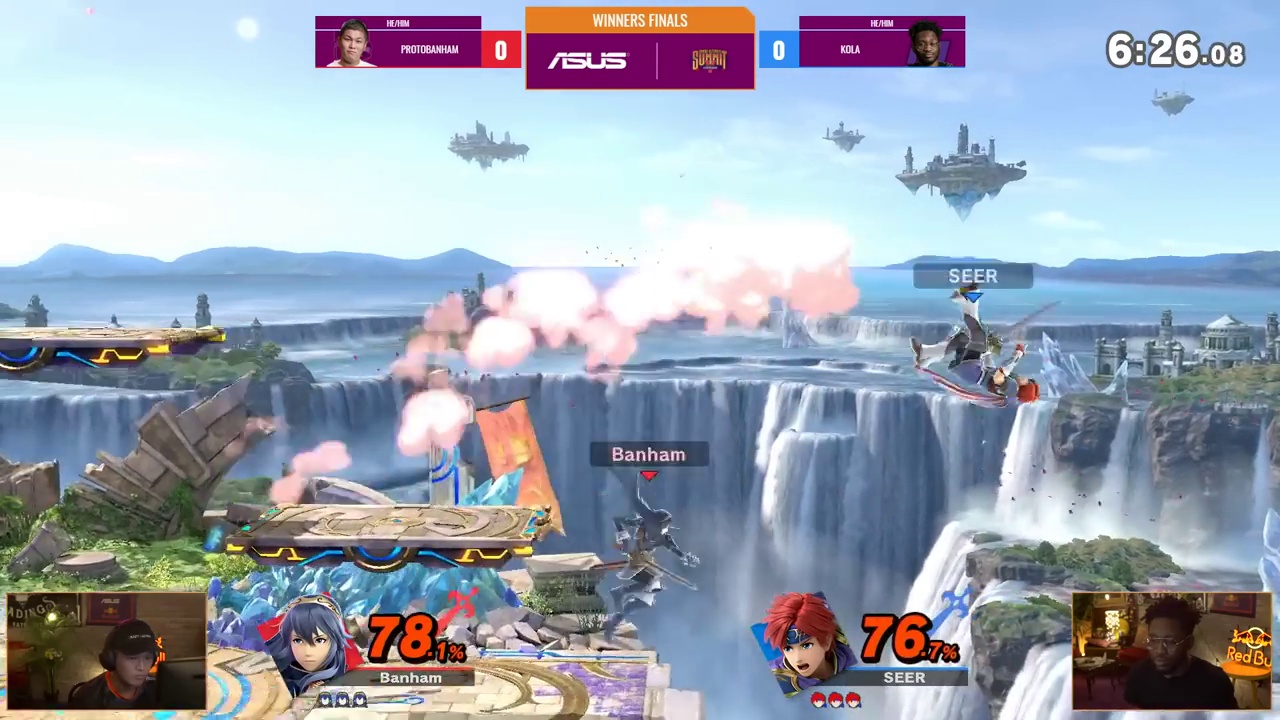 HE/HIM
PROTOBANHAM
0
WINNERS FINALS
ASUS
SUMMIT
0
HE/HIM
KOLA
6:26.08
SEER
Banham
78.1%
Banham
76.7%
SEER
Red Bu